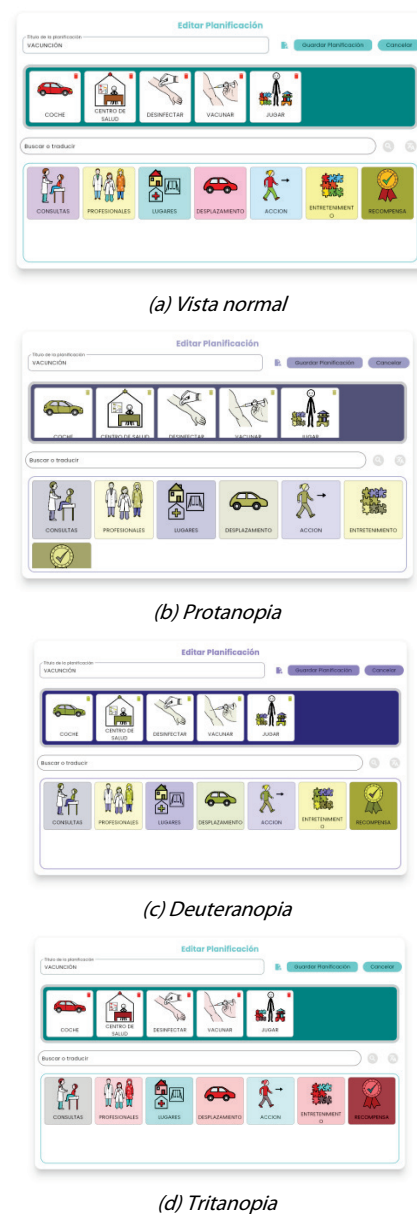 Editar Planificación
Título de la planificación
VACUNCIÓN
Guardar Planificación Cancelar
COCHE CENTRO DE SALUD DESINFECTAR VACUNAR JUGAR
Buscar o traducir
CONSULTAS PROFESIONALES LUGARES DESPLAZAMIENTO ACCION ENTRETENIMIENTO RECOMPENSA
(a) Vista normal
Editar Planificación
Título de la planificación
VACUNCIÓN
Guardar Planificación Cancelar
COCHE CENTRO DE SALUD DESINFECTAR VACUNAR JUGAR
Buscar o traducir
CONSULTAS PROFESIONALES LUGARES DESPLAZAMIENTO ACCION ENTRETENIMIENTO
(b) Protanopia
Editar Planificación
Título de la planificación
VACUNCIÓN
Guardar Planificación Cancelar
COCHE CENTRO DE SALUD DESINFECTAR VACUNAR JUGAR
Buscar o traducir
CONSULTAS PROFESIONALES LUGARES DESPLAZAMIENTO ACCION ENTRETENIMIENTO RECOMPENSA
(c) Deuteranopia
Editar Planificación
Título de la planificación
VACUNCIÓN
Guardar Planificación Cancelar
COCHE CENTRO DE SALUD DESINFECTAR VACUNAR JUGAR
Buscar o traducir
CONSULTAS PROFESIONALES LUGARES DESPLAZAMIENTO ACCION ENTRETENIMIENTO RECOMPENSA
(d) Tritanopia